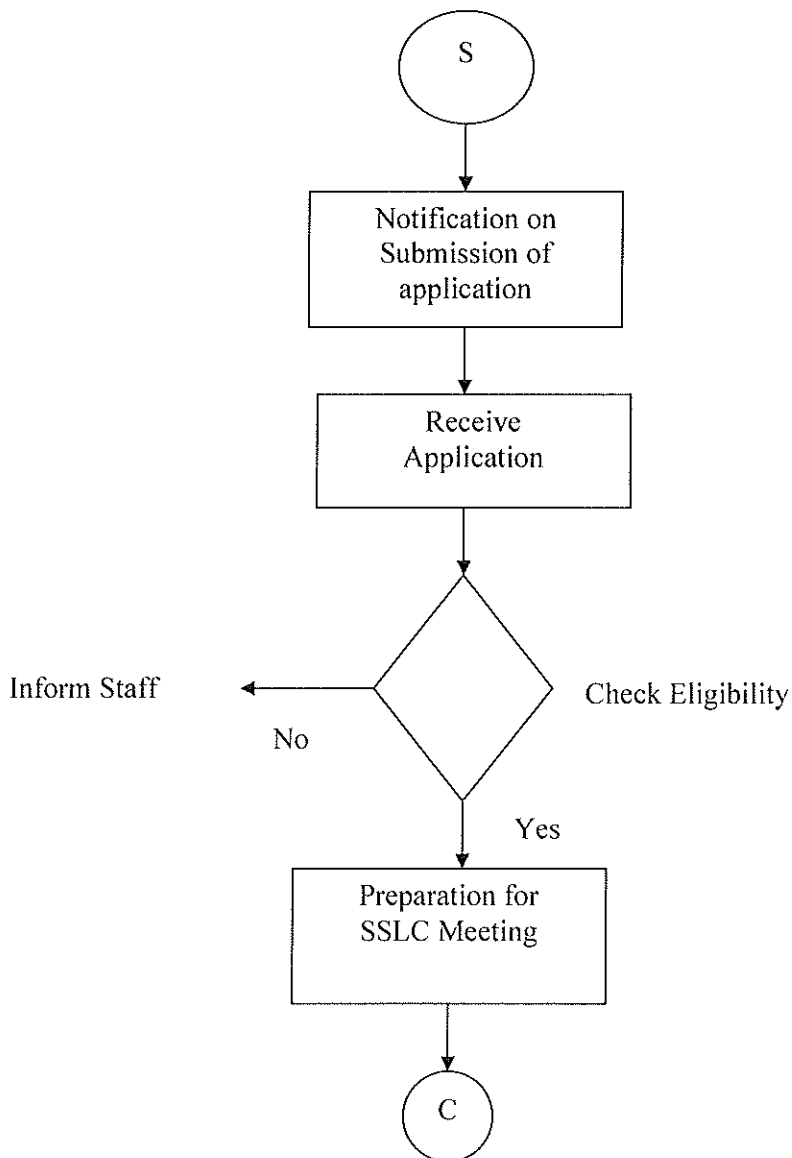 S
Notification on
Submission of
application
Receive
Application
Inform Staff
Check Eligibility
No
Yes
Preparation for
SSLC Meeting
C